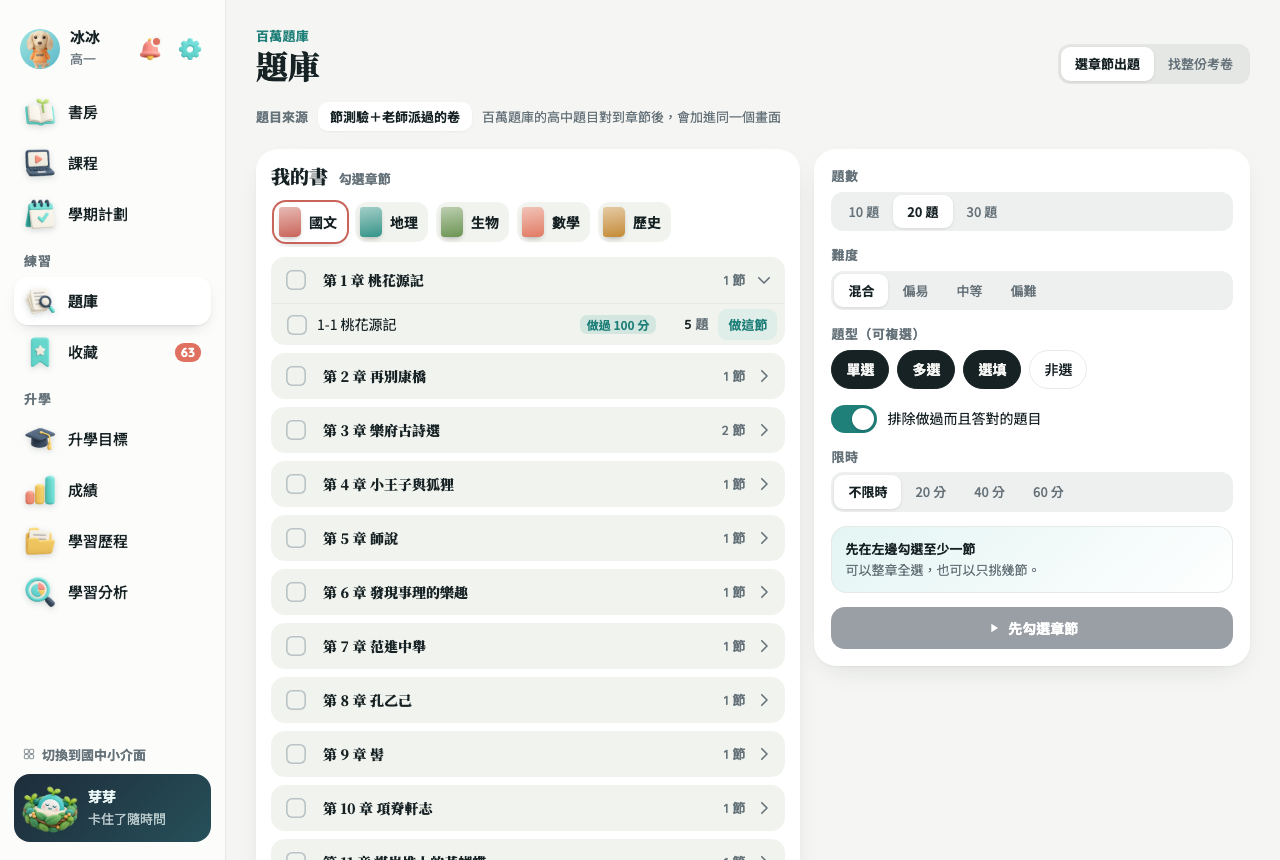 冰冰
高一
書房
課程
學期計劃
練習
題庫
收藏 63
升學
升學目標
成績
學習歷程
學習分析
切換到國中小介面
芽芽
卡住了隨時問
百萬題庫
題庫
選章節出題 找整份考卷
題目來源 節測驗＋老師派過的卷 百萬題庫的高中題目對到章節後，會加進同一個畫面
我的書 勾選章節
國文 地理 生物 數學 歷史
第 1 章 桃花源記 1 節
1-1 桃花源記 做過 100 分 5 題 做這節
第 2 章 再別康橋 1 節
第 3 章 樂府古詩選 2 節
第 4 章 小王子與狐狸 1 節
第 5 章 師說 1 節
第 6 章 發現事理的樂趣 1 節
第 7 章 范進中舉 1 節
第 8 章 孔乙己 1 節
第 9 章 髻 1 節
第 10 章 項脊軒志 1 節
題數
10 題 20 題 30 題
難度
混合 偏易 中等 偏難
題型（可複選）
單選 多選 選填 非選
排除做過而且答對的題目
限時
不限時 20 分 40 分 60 分
先在左邊勾選至少一節
可以整章全選，也可以只挑幾節。
先勾選章節